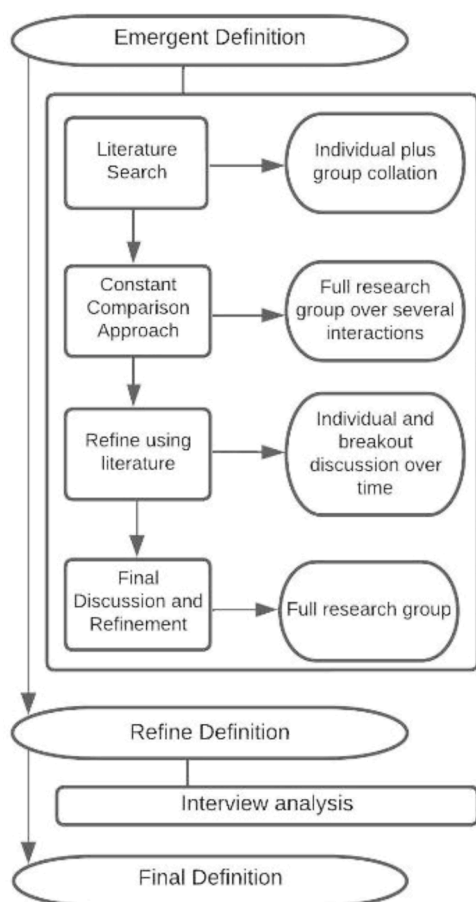 Emergent Definition
Literature
Search
Individual plus
group collation
Constant
Comparison
Approach
Full research
group over several
interactions
Refine using
literature
Individual and
breakout
discussion over
time
Final
Discussion and
Refinement
Full research group
Refine Definition
Interview analysis
Final Definition